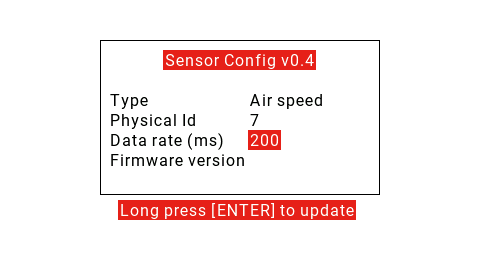 Sensor Config v0.4
Type Air speed
Physical Id 7
Data rate (ms) 200
Firmware version
Long press [ENTER] to update